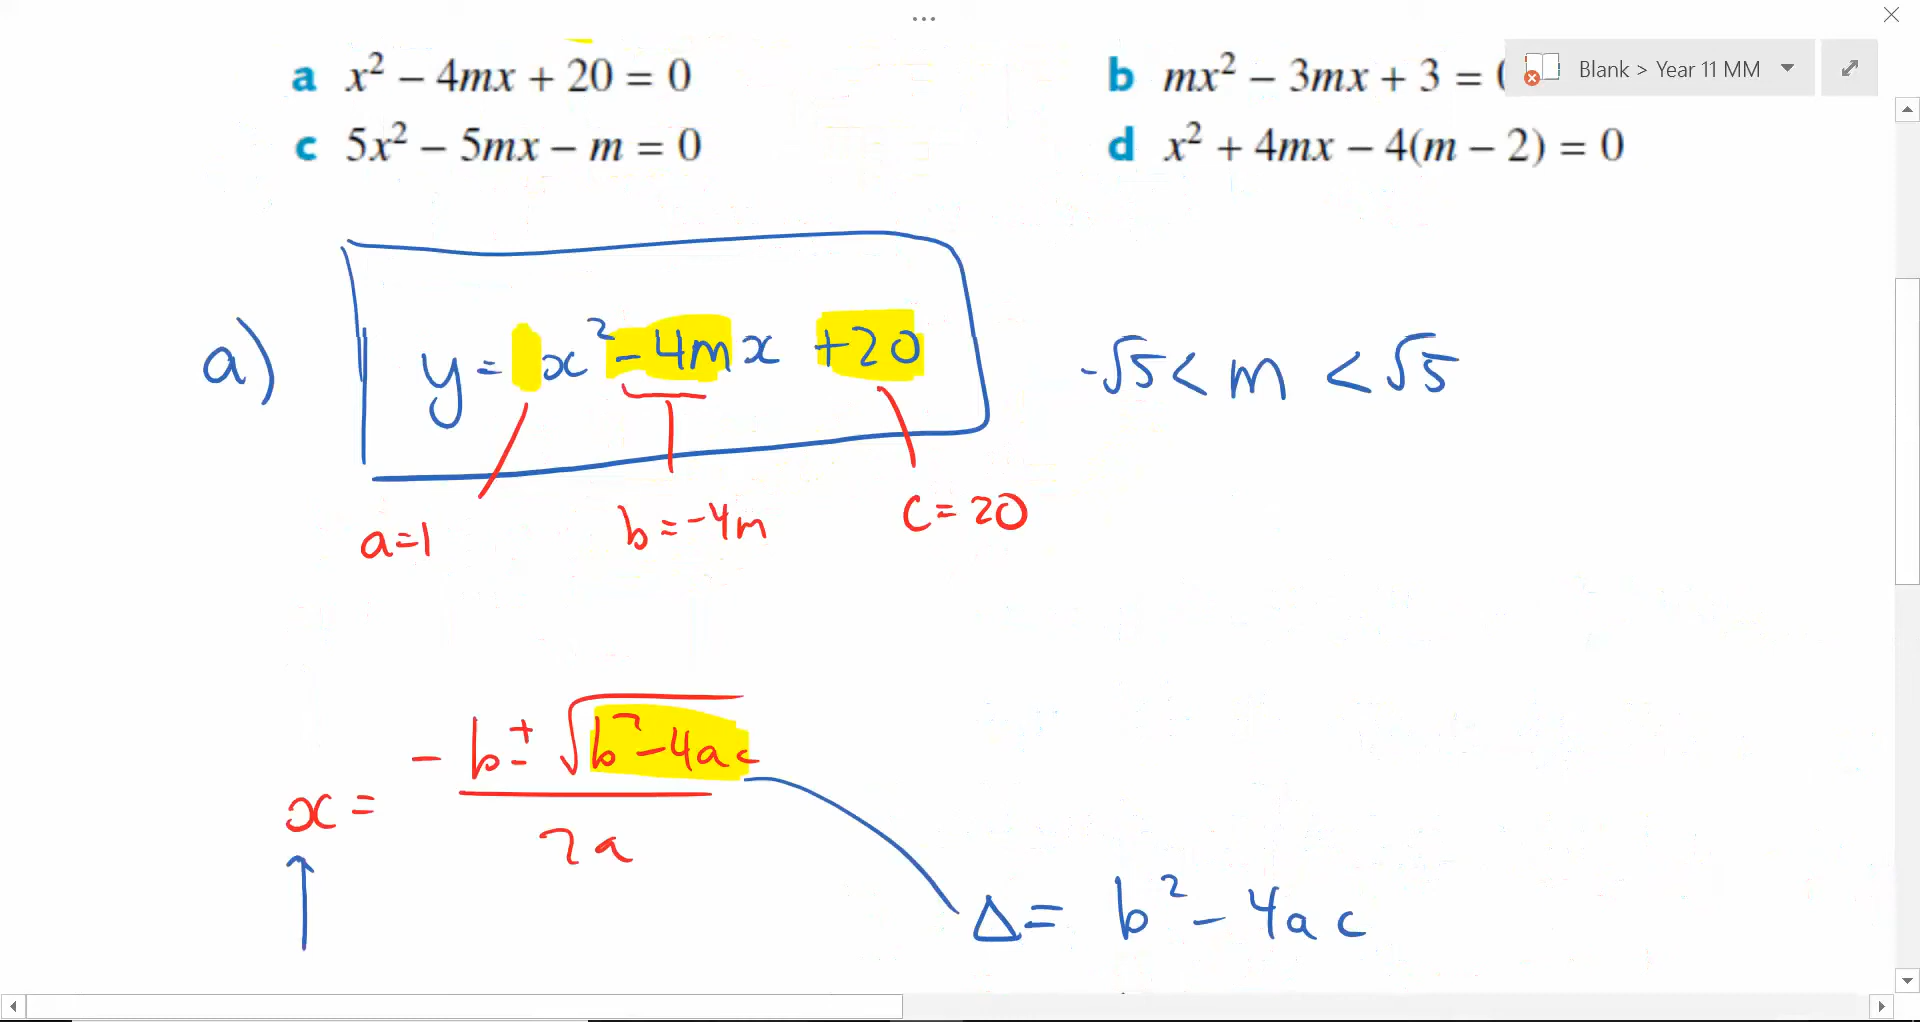 ...
a x² − 4mx + 20 = 0
b mx² − 3mx + 3 = 0
Blank > Year 11 MM
c 5x² − 5mx − m = 0
d x² + 4mx − 4(m − 2) = 0
a) y = x² - 4mx + 20
-√5 < m < √5
a=1
b=-4m
c=20
x = -b ± √b²-4ac / 2a
Δ = b² - 4ac